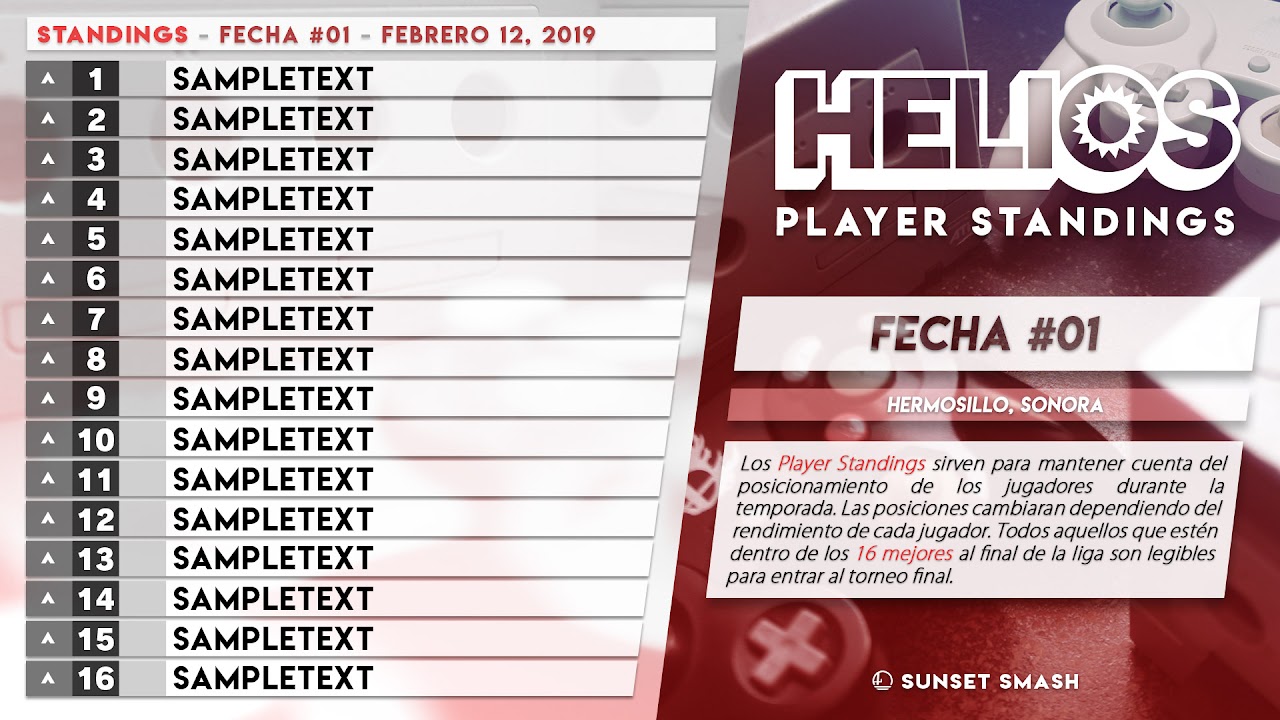 STANDINGS - FECHA #01 - FEBRERO 12, 2019
1 SAMPLETEXT
2 SAMPLETEXT
3 SAMPLETEXT
4 SAMPLETEXT
5 SAMPLETEXT
6 SAMPLETEXT
7 SAMPLETEXT
8 SAMPLETEXT
9 SAMPLETEXT
10 SAMPLETEXT
11 SAMPLETEXT
12 SAMPLETEXT
13 SAMPLETEXT
14 SAMPLETEXT
15 SAMPLETEXT
16 SAMPLETEXT
HELIOS
PLAYER STANDINGS
FECHA #01
HERMOSILLO, SONORA
Los Player Standings sirven para mantener cuenta del
posicionamiento de los jugadores durante la
temporada. Las posiciones cambiaran dependiendo del
rendimiento de cada jugador. Todos aquellos que estén
dentro de los 16 mejores al final de la liga son legibles
para entrar al torneo final.
SUNSET SMASH